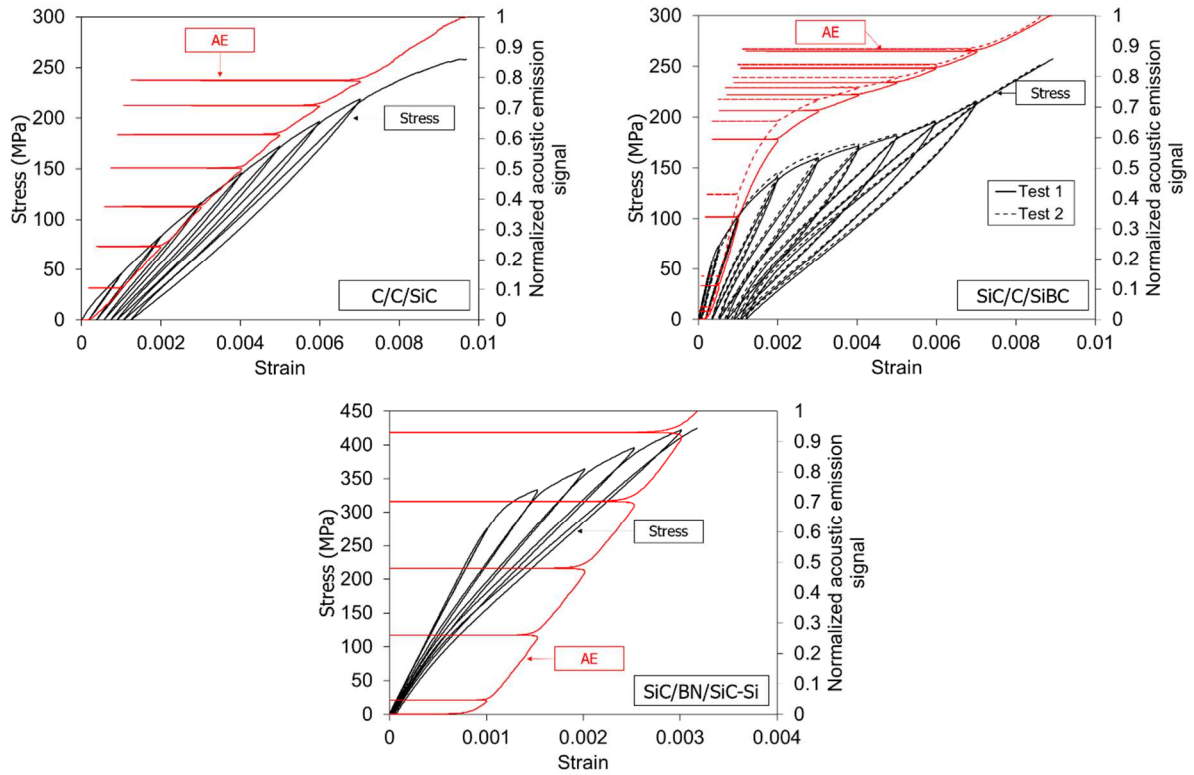 300
250
200
150
100
50
0
Stress (MPa)
AE
Stress
C/C/SiC
1
0.9
0.8
0.7
0.6
0.5
0.4
0.3
0.2
0.1
0
Normalized acoustic emission
signal
0 0.002 0.004 0.006 0.008 0.01
Strain
300
250
200
150
100
50
0
Stress (MPa)
AE
Stress
Test 1
Test 2
SiC/C/SiBC
1
0.9
0.8
0.7
0.6
0.5
0.4
0.3
0.2
0.1
0
Normalized acoustic emission
signal
0 0.002 0.004 0.006 0.008 0.01
Strain
450
400
350
300
250
200
150
100
50
0
Stress (MPa)
Stress
AE
SiC/BN/SiC-Si
1
0.9
0.8
0.7
0.6
0.5
0.4
0.3
0.2
0.1
0
Normalized acoustic emission
signal
0 0.001 0.002 0.003 0.004
Strain